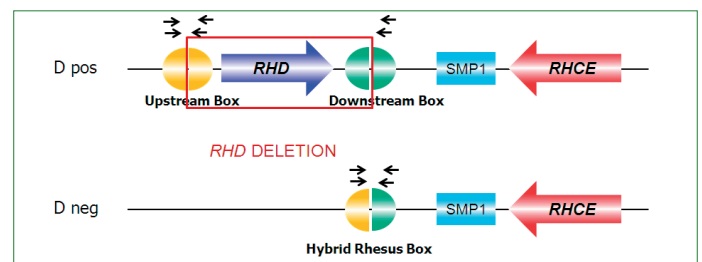 D pos
RHD
SMP1
RHCE
Upstream Box
Downstream Box
RHD DELETION
D neg
SMP1
RHCE
Hybrid Rhesus Box